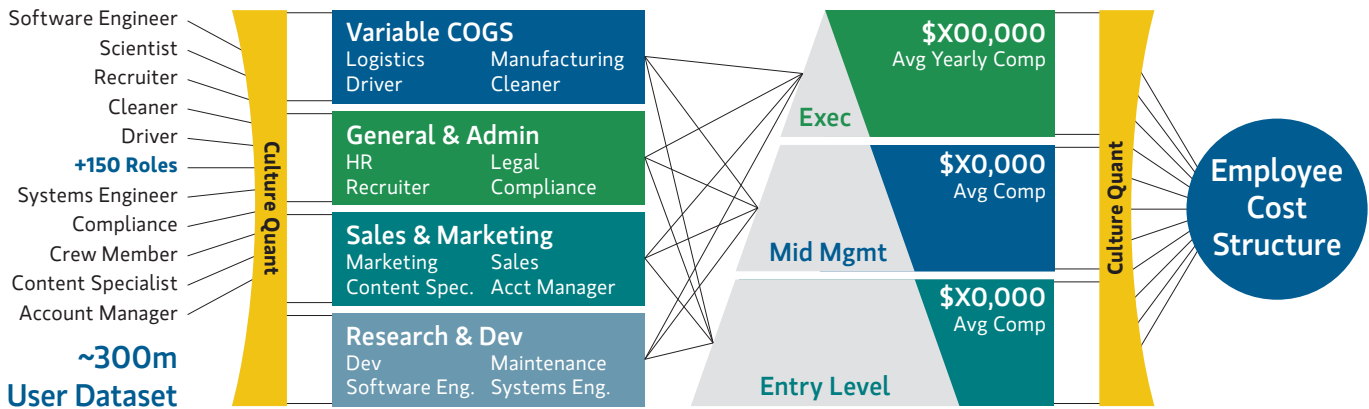 Software Engineer
Scientist
Recruiter
Cleaner
Driver
+150 Roles
Systems Engineer
Compliance
Crew Member
Content Specialist
Account Manager
~300m
User Dataset
Culture Quant
Variable COGS
Logistics Manufacturing
Driver Cleaner
General & Admin
HR Legal
Recruiter Compliance
Sales & Marketing
Marketing Sales
Content Spec. Acct Manager
Research & Dev
Dev Maintenance
Software Eng. Systems Eng.
Exec
$X00,000
Avg Yearly Comp
Mid Mgmt
$X0,000
Avg Comp
Entry Level
$X0,000
Avg Comp
Culture Quant
Employee
Cost
Structure